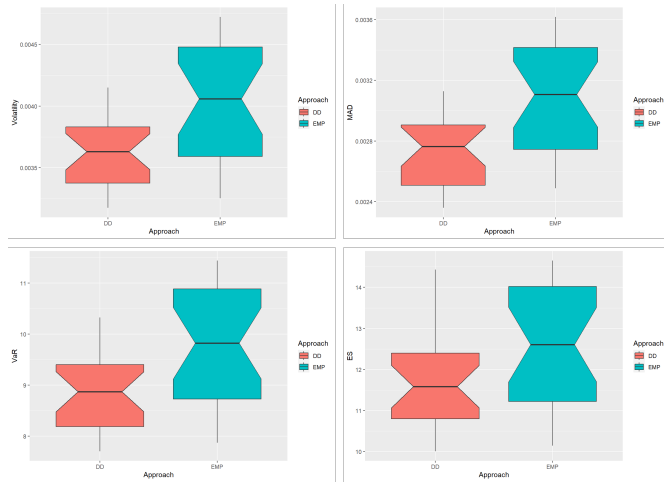 0.0045
0.0040
0.0035
Volatility
DD
EMP
Approach
Approach
DD
EMP
0.0036
0.0032
0.0028
0.0024
MAD
DD
EMP
Approach
Approach
DD
EMP
11
10
9
8
VaR
DD
EMP
Approach
Approach
DD
EMP
14
13
12
11
10
ES
DD
EMP
Approach
Approach
DD
EMP